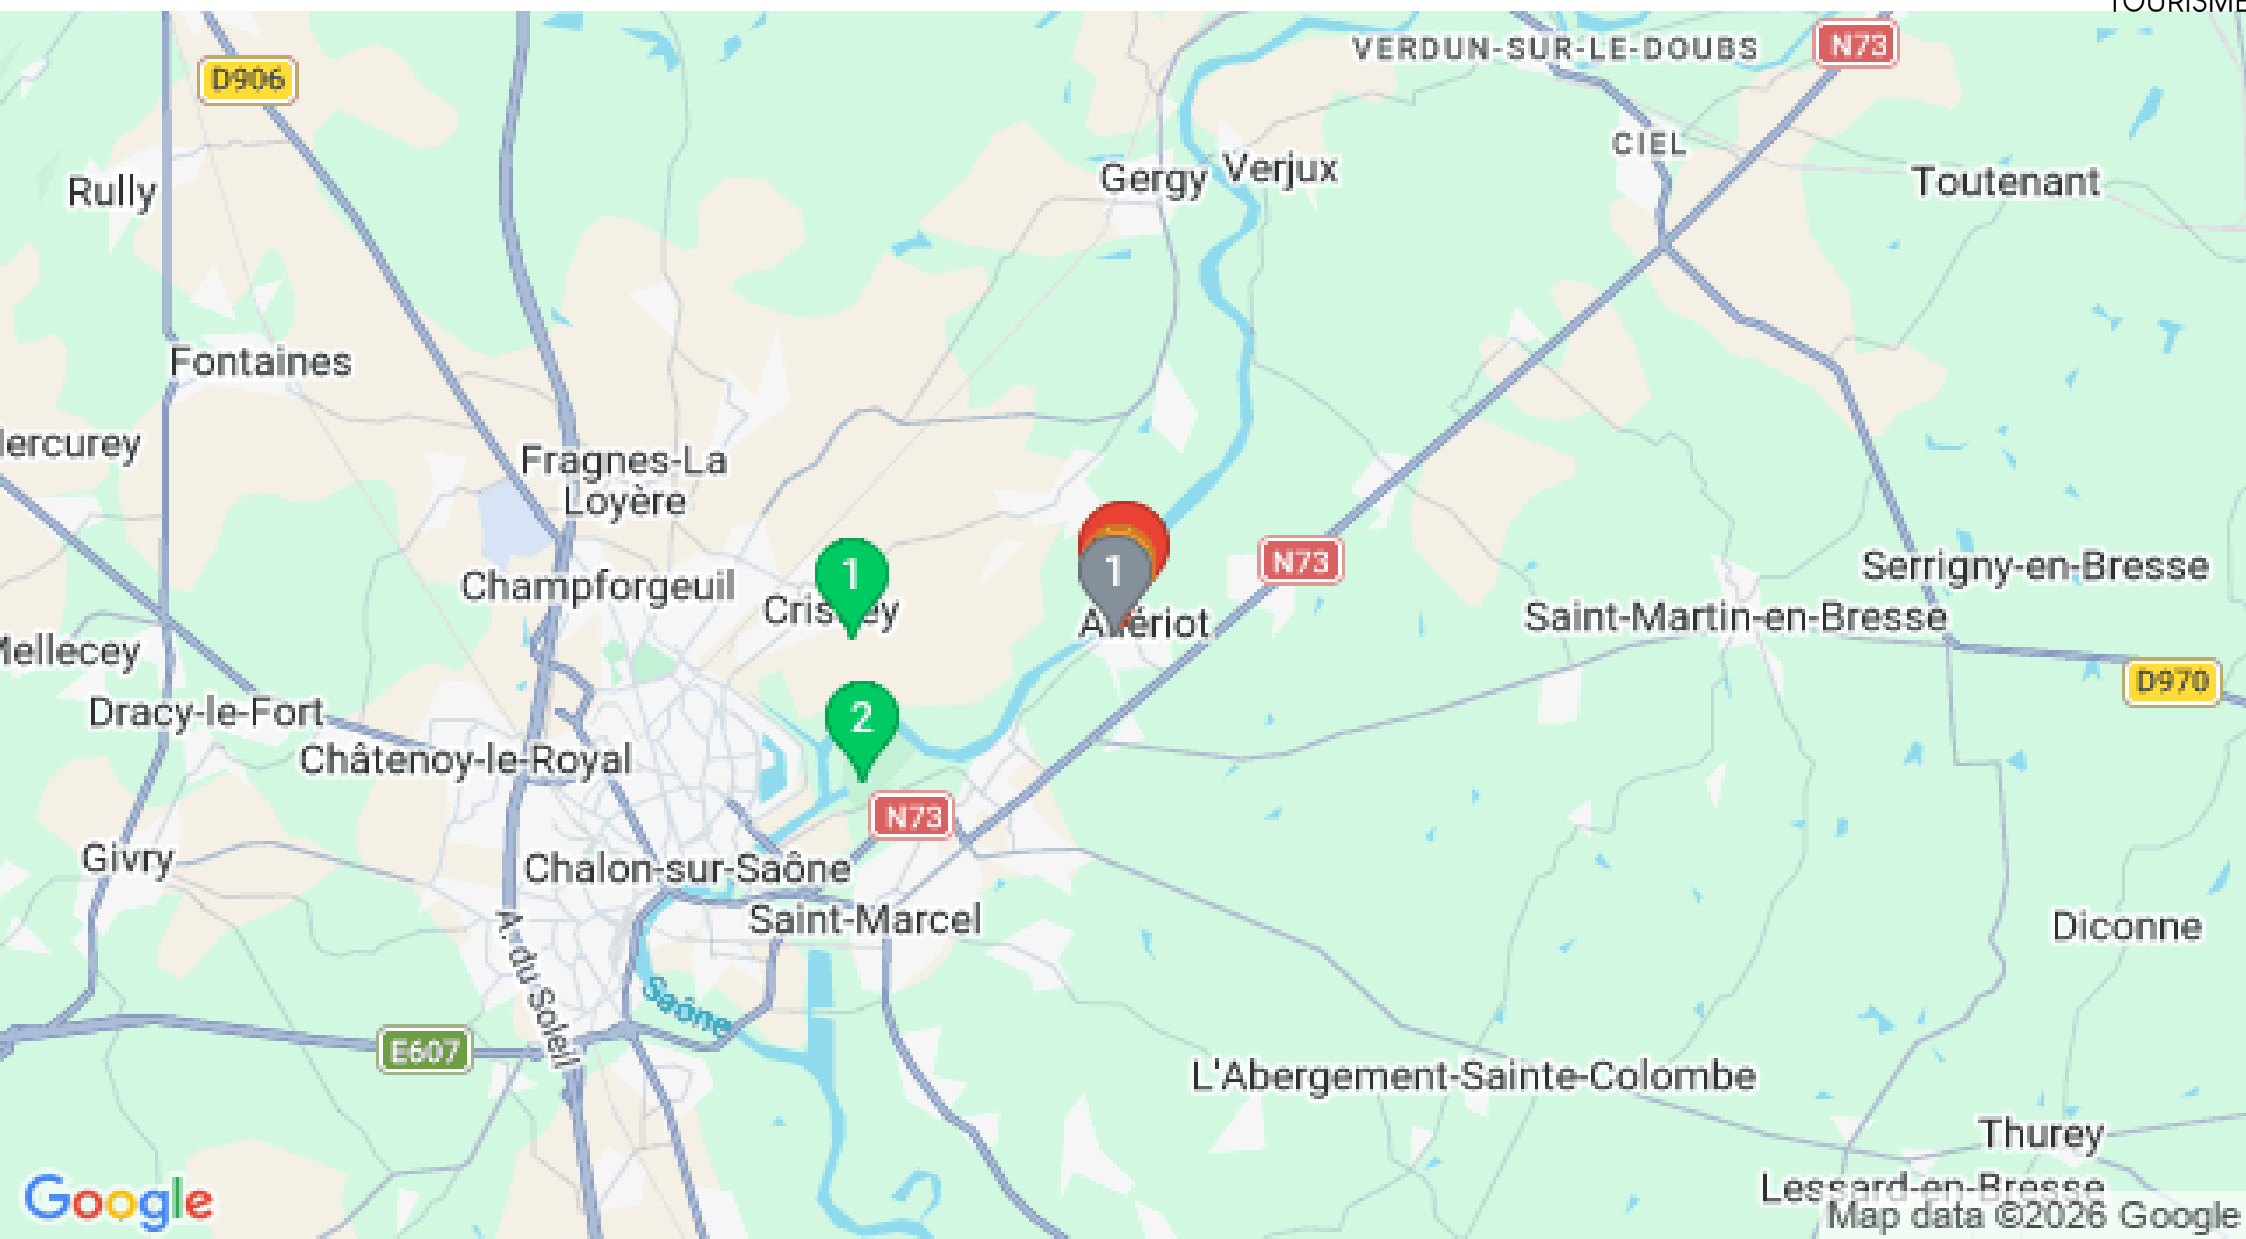 TOURISME
VERDUN-SUR-LE-DOUBS
N73
D906
CIEL
Rully
Gergy
Verjux
Toutenant
Fontaines
Fragnes-La
Loyère
N73
1
1
Champforgeuil
Serrigny-en-Bresse
Saint-Martin-en-Bresse
D970
Dracy-le-Fort
2
Châtenoy-le-Royal
N73
Givry
Chalon-sur-Saône
Saint-Marcel
Diconne
A. du Soleil
Saône
E607
L'Abergement-Sainte-Colombe
Thurey
Lessard-en-Bresse
Google
Map data ©2026 Google